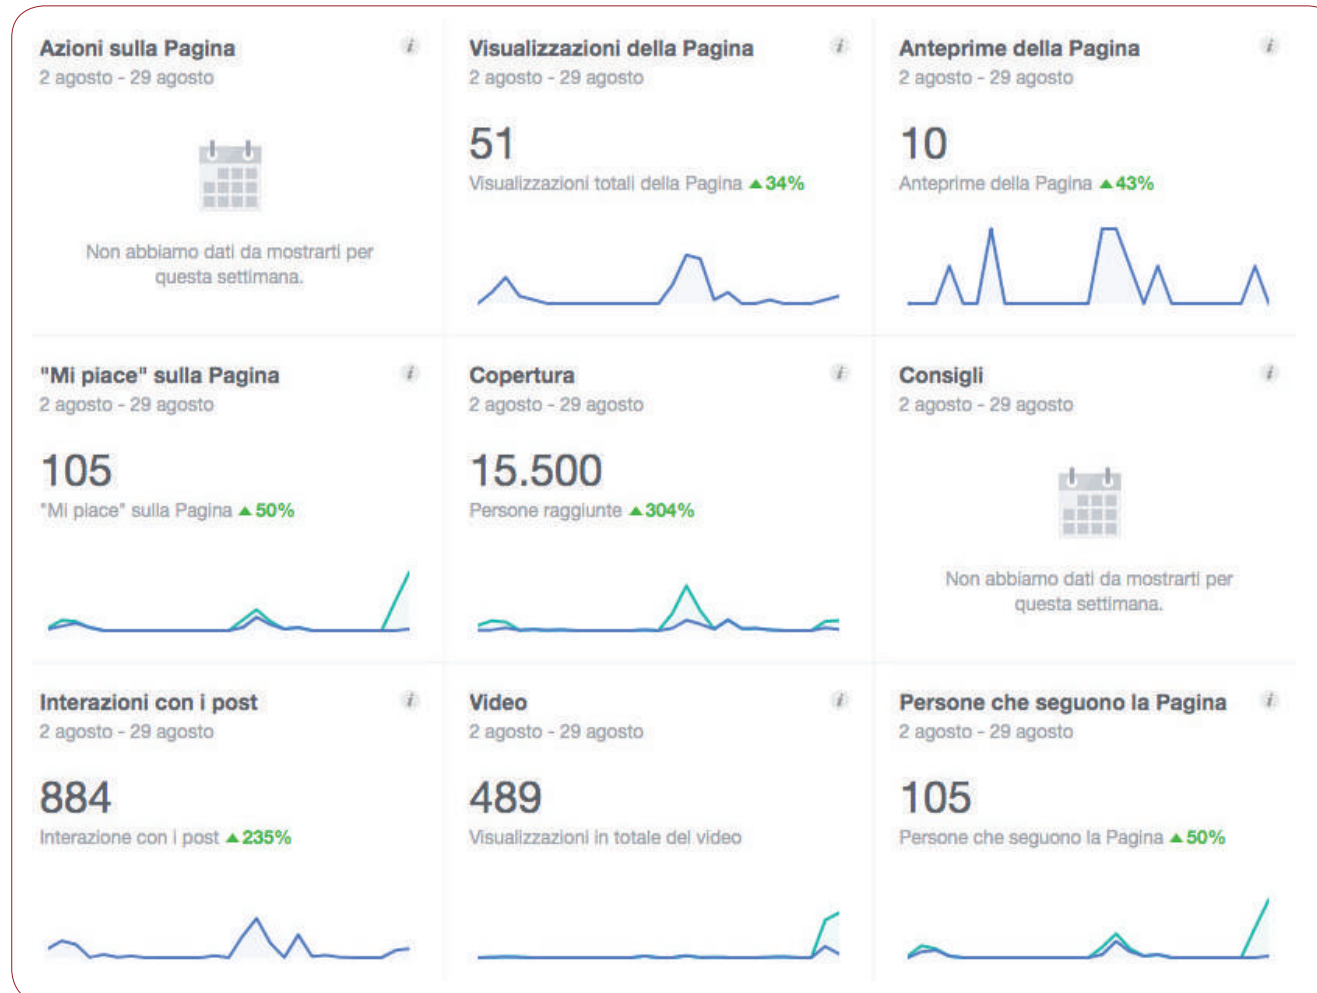 Azioni sulla Pagina
2 agosto - 29 agosto
Non abbiamo dati da mostrarti per
questa settimana.
Visualizzazioni della Pagina
2 agosto - 29 agosto
51
Visualizzazioni totali della Pagina ▲34%
Anteprime della Pagina
2 agosto - 29 agosto
10
Anteprime della Pagina ▲43%
"Mi piace" sulla Pagina
2 agosto - 29 agosto
105
"Mi piace" sulla Pagina ▲50%
Copertura
2 agosto - 29 agosto
15.500
Persone raggiunte ▲304%
Consigli
2 agosto - 29 agosto
Non abbiamo dati da mostrarti per
questa settimana.
Interazioni con i post
2 agosto - 29 agosto
884
Interazione con i post ▲235%
Video
2 agosto - 29 agosto
489
Visualizzazioni in totale del video
Persone che seguono la Pagina
2 agosto - 29 agosto
105
Persone che seguono la Pagina ▲50%